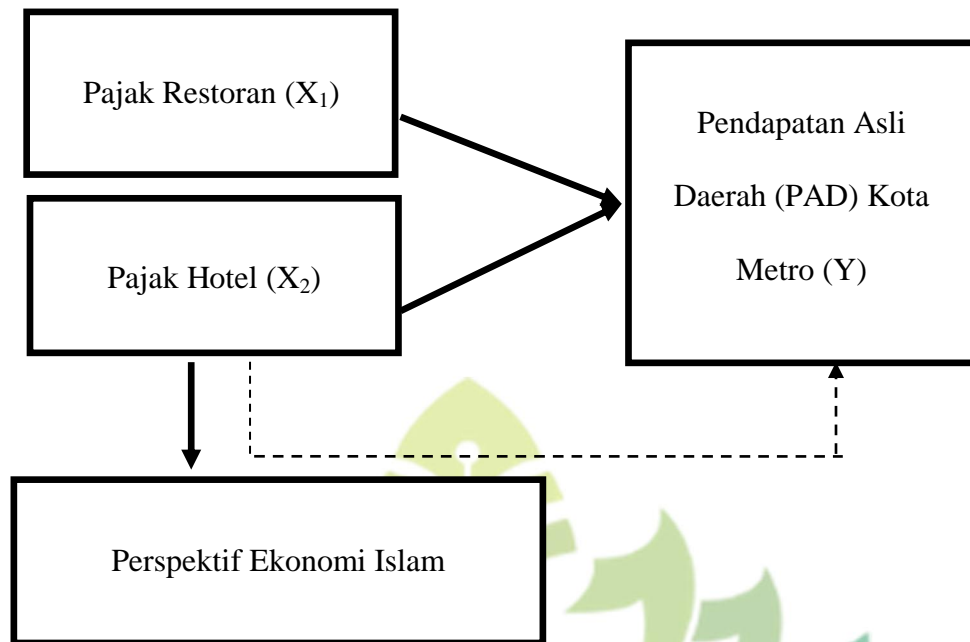 Pajak Restoran (X₁)
Pajak Hotel (X₂)
Pendapatan Asli
Daerah (PAD) Kota
Metro (Y)
Perspektif Ekonomi Islam